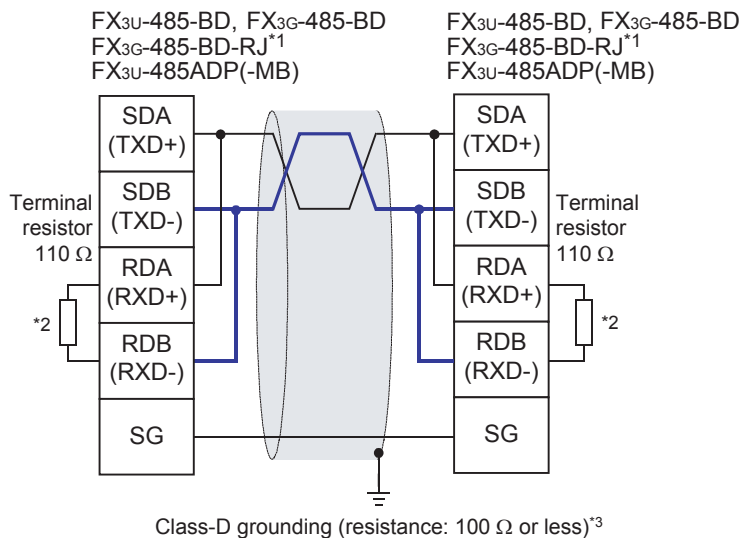 FX3U-485-BD, FX3G-485-BD
FX3G-485-BD-RJ*1
FX3U-485ADP(-MB)
FX3U-485-BD, FX3G-485-BD
FX3G-485-BD-RJ*1
FX3U-485ADP(-MB)
SDA
(TXD+)
SDB
(TXD-)
RDA
(RXD+)
RDB
(RXD-)
SG
Terminal
resistor
110 Ω
*2
SDA
(TXD+)
SDB
(TXD-)
RDA
(RXD+)
RDB
(RXD-)
SG
Terminal
resistor
110 Ω
*2
Class-D grounding (resistance: 100 Ω or less)*3